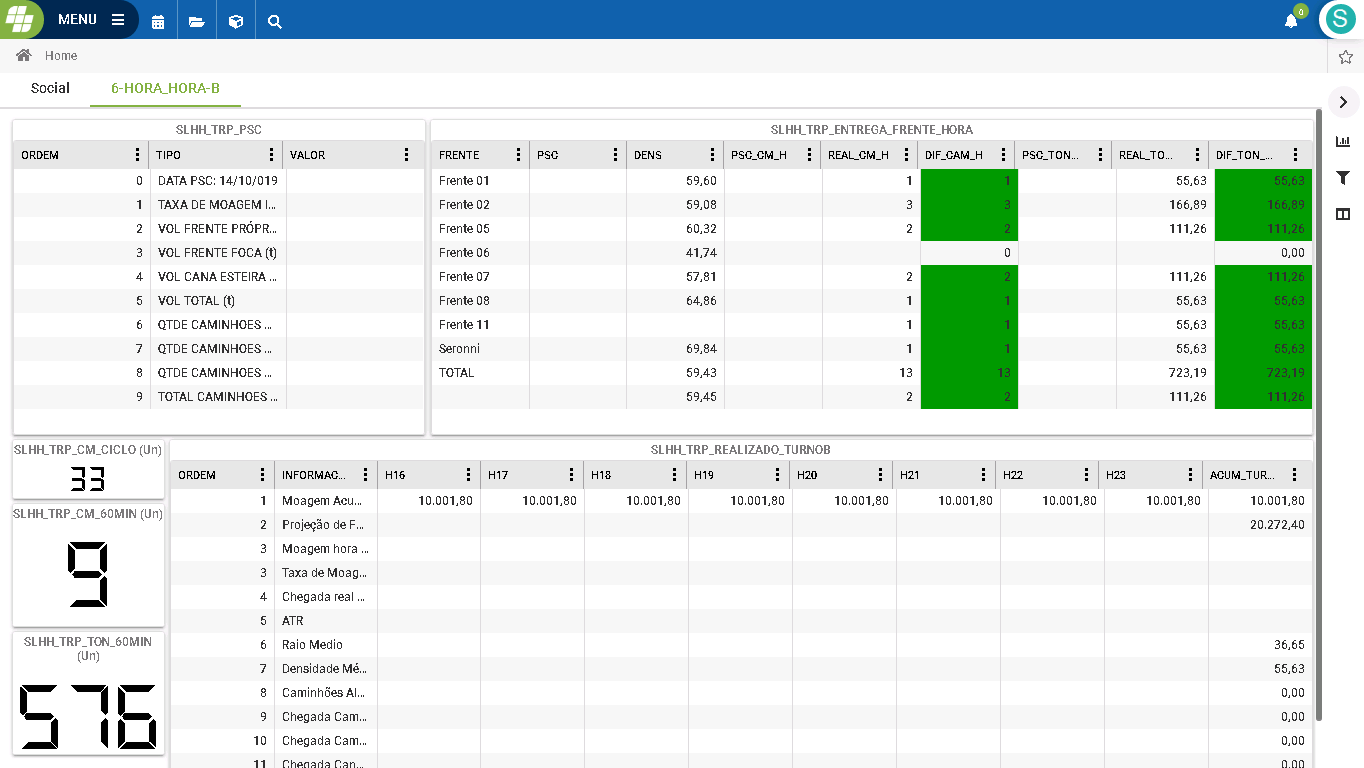 MENU
0
S
Home
Social 6-HORA_HORA-B
SLHH_TRP_PSC
ORDEM TIPO VALOR
0 DATA PSC: 14/10/019
1 TAXA DE MOAGEM I...
2 VOL FRENTE PRÓPR...
3 VOL FRENTE FOCA (t)
4 VOL CANA ESTEIRA ...
5 VOL TOTAL (t)
6 QTDE CAMINHOES ...
7 QTDE CAMINHOES ...
8 QTDE CAMINHOES ...
9 TOTAL CAMINHOES ...
SLHH_TRP_ENTREGA_FRENTE_HORA
FRENTE PSC DENS PSC_CM_H REAL_CM_H DIF_CAM_H PSC_TON... REAL_TO... DIF_TON_...
Frente 01 59,60 1 1 55,63 55,63
Frente 02 59,08 3 3 166,89 166,89
Frente 05 60,32 2 2 111,26 111,26
Frente 06 41,74 0 0,00
Frente 07 57,81 2 2 111,26 111,26
Frente 08 64,86 1 1 55,63 55,63
Frente 11 1 1 55,63 55,63
Seronni 69,84 1 1 55,63 55,63
TOTAL 59,43 13 13 723,19 723,19
59,45 2 2 111,26 111,26
SLHH_TRP_CM_CICLO (Un)
33
SLHH_TRP_CM_60MIN (Un)
9
SLHH_TRP_TON_60MIN
(Un)
576
SLHH_TRP_REALIZADO_TURNOB
ORDEM INFORMAC... H16 H17 H18 H19 H20 H21 H22 H23 ACUM_TUR...
1 Moagem Acu... 10.001,80 10.001,80 10.001,80 10.001,80 10.001,80 10.001,80 10.001,80 10.001,80 10.001,80
2 Projeção de F... 20.272,40
3 Moagem hora ...
3 Taxa de Moag...
4 Chegada real ...
5 ATR
6 Raio Medio 36,65
7 Densidade Mé... 55,63
8 Caminhões Al... 0,00
9 Chegada Cam... 0,00
10 Chegada Cam... 0,00
11 Chegada Can... 0,00